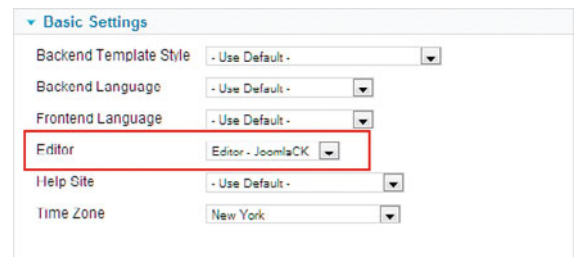 Basic Settings
Backend Template Style - Use Default -
Backend Language - Use Default -
Frontend Language - Use Default -
Editor Editor - JoomlaCK
Help Site - Use Default -
Time Zone New York